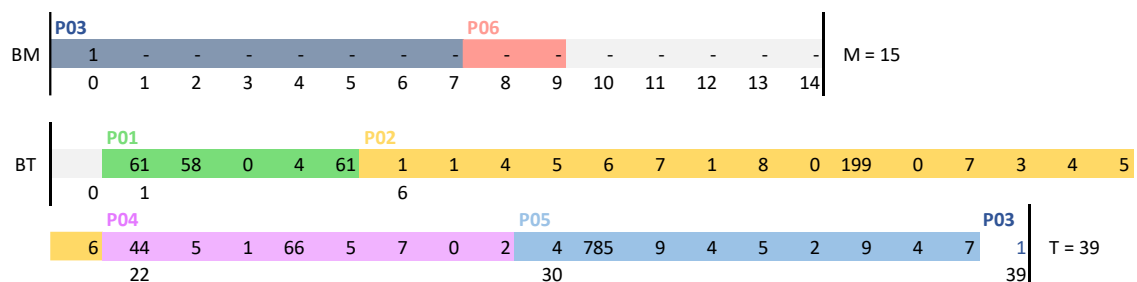 P03 P06
BM 1 - - - - - - - - - - - - - - M = 15
0 1 2 3 4 5 6 7 8 9 10 11 12 13 14
P01 P02
BT 61 58 0 4 61 1 1 4 5 6 7 1 8 0 199 0 7 3 4 5
0 1 6
P04 P05 P03
6 44 5 1 66 5 7 0 2 4 785 9 4 5 2 9 4 7 1 T = 39
22 30 39